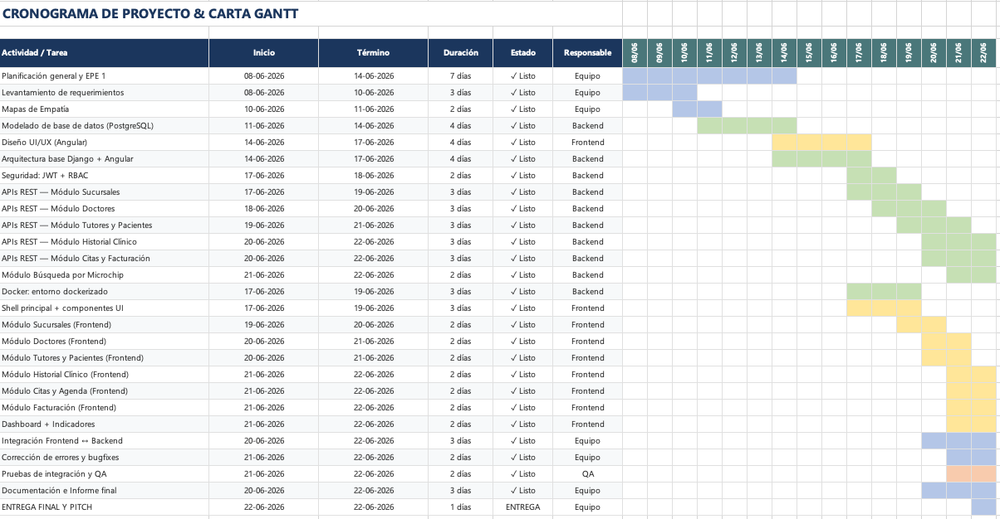 CRONOGRAMA DE PROYECTO & CARTA GANTT
Actividad / Tarea Inicio Término Duración Estado Responsable 08/06 09/06 10/06 11/06 12/06 13/06 14/06 15/06 16/06 17/06 18/06 19/06 20/06 21/06 22/06
Planificación general y EPE 1 08-06-2026 14-06-2026 7 días ✓ Listo Equipo
Levantamiento de requerimientos 08-06-2026 10-06-2026 3 días ✓ Listo Equipo
Mapas de Empatía 10-06-2026 11-06-2026 2 días ✓ Listo Equipo
Modelado de base de datos (PostgreSQL) 11-06-2026 14-06-2026 4 días ✓ Listo Backend
Diseño UI/UX (Angular) 14-06-2026 17-06-2026 4 días ✓ Listo Frontend
Arquitectura base Django + Angular 14-06-2026 17-06-2026 4 días ✓ Listo Backend
Seguridad: JWT + RBAC 17-06-2026 18-06-2026 2 días ✓ Listo Backend
APIs REST — Módulo Sucursales 17-06-2026 19-06-2026 3 días ✓ Listo Backend
APIs REST — Módulo Doctores 18-06-2026 20-06-2026 3 días ✓ Listo Backend
APIs REST — Módulo Tutores y Pacientes 19-06-2026 21-06-2026 3 días ✓ Listo Backend
APIs REST — Módulo Historial Clínico 20-06-2026 22-06-2026 3 días ✓ Listo Backend
APIs REST — Módulo Citas y Facturación 20-06-2026 22-06-2026 3 días ✓ Listo Backend
Módulo Búsqueda por Microchip 21-06-2026 22-06-2026 2 días ✓ Listo Backend
Docker: entorno dockerizado 17-06-2026 19-06-2026 3 días ✓ Listo Backend
Shell principal + componentes UI 17-06-2026 19-06-2026 3 días ✓ Listo Frontend
Módulo Sucursales (Frontend) 19-06-2026 20-06-2026 2 días ✓ Listo Frontend
Módulo Doctores (Frontend) 20-06-2026 21-06-2026 2 días ✓ Listo Frontend
Módulo Tutores y Pacientes (Frontend) 20-06-2026 21-06-2026 2 días ✓ Listo Frontend
Módulo Historial Clínico (Frontend) 21-06-2026 22-06-2026 2 días ✓ Listo Frontend
Módulo Citas y Agenda (Frontend) 21-06-2026 22-06-2026 2 días ✓ Listo Frontend
Módulo Facturación (Frontend) 21-06-2026 22-06-2026 2 días ✓ Listo Frontend
Dashboard + Indicadores 21-06-2026 22-06-2026 2 días ✓ Listo Frontend
Integración Frontend ↔ Backend 20-06-2026 22-06-2026 3 días ✓ Listo Equipo
Corrección de errores y bugfixes 21-06-2026 22-06-2026 2 días ✓ Listo Equipo
Pruebas de integración y QA 21-06-2026 22-06-2026 2 días ✓ Listo QA
Documentación e Informe final 20-06-2026 22-06-2026 3 días ✓ Listo Equipo
ENTREGA FINAL Y PITCH 22-06-2026 22-06-2026 1 días ENTREGA Equipo